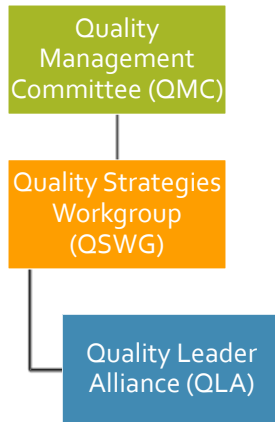 Quality
Management
Committee (QMC)
Quality Strategies
Workgroup
(QSWG)
Quality Leader
Alliance (QLA)